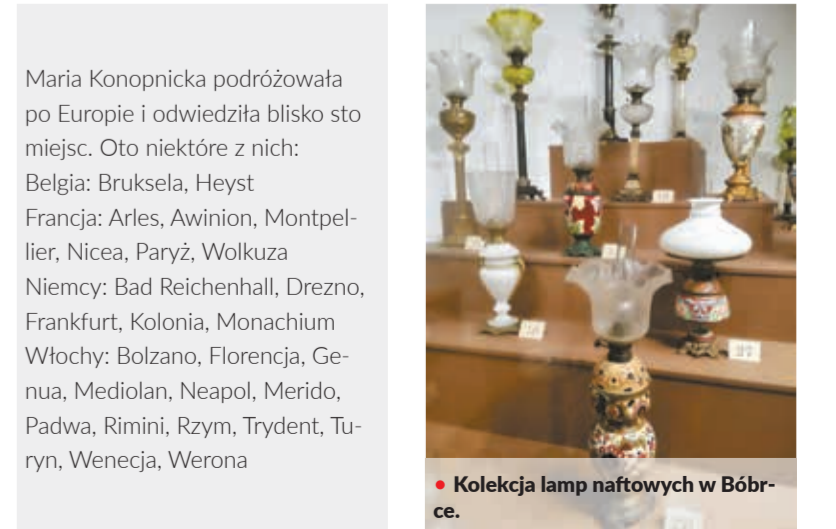 Maria Konopnicka podróżowała
po Europie i odwiedziła blisko sto
miejsc. Oto niektóre z nich:
Belgia: Bruksela, Heyst
Francja: Arles, Awinion, Montpel-
lier, Nicea, Paryż, Wolkuza
Niemcy: Bad Reichenhall, Drezno,
Frankfurt, Kolonia, Monachium
Włochy: Bolzano, Florencja, Ge-
nua, Mediolan, Neapol, Merido,
Padwa, Rimini, Rzym, Trydent, Tu-
ryn, Wenecja, Werona
• Kolekcja lamp naftowych w Bóbr-
ce.